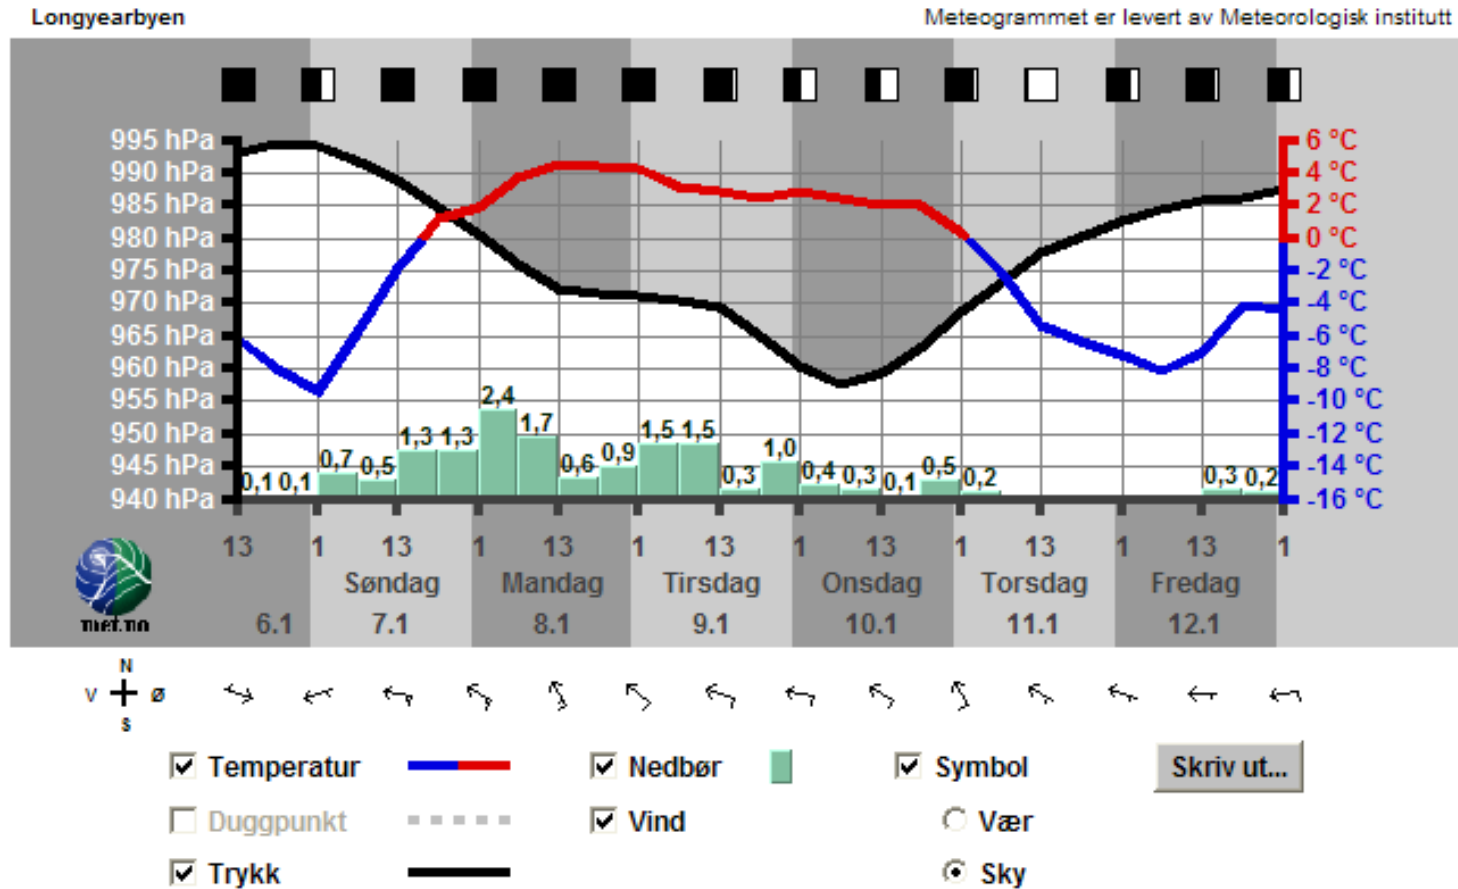 Longyearbyen Meteogrammet er levert av Meteorologisk institutt
995 hPa 6 °C
990 hPa 4 °C
985 hPa 2 °C
980 hPa 0 °C
975 hPa -2 °C
970 hPa -4 °C
965 hPa -6 °C
960 hPa -8 °C
955 hPa -10 °C
950 hPa -12 °C
945 hPa -14 °C
940 hPa -16 °C
0,1 0,1 0,7 0,5 1,3 1,3 2,4 1,7 0,6 0,9 1,5 1,5 0,3 1,0 0,4 0,3 0,1 0,5 0,2 0,3 0,2
13 1 13 1 13 1 13 1 13 1 13 1 13 1
Søndag Mandag Tirsdag Onsdag Torsdag Fredag
6.1 7.1 8.1 9.1 10.1 11.1 12.1
met.no
N
V Ø
S
Temperatur Nedbør Symbol Skriv ut...
Duggpunkt Vind Vær
Trykk Sky